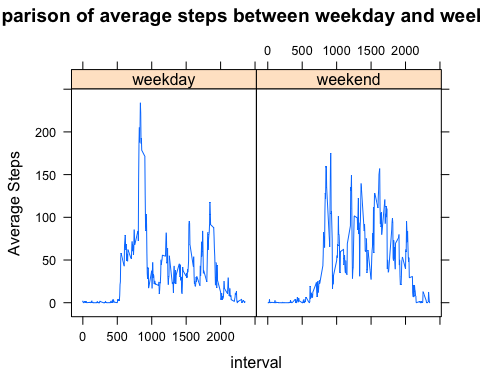 parison of average steps between weekday and
0 500 1000 1500 2000
weekday weekend
200
150
100
50
0
Average Steps
0 500 1000 1500 2000
interval